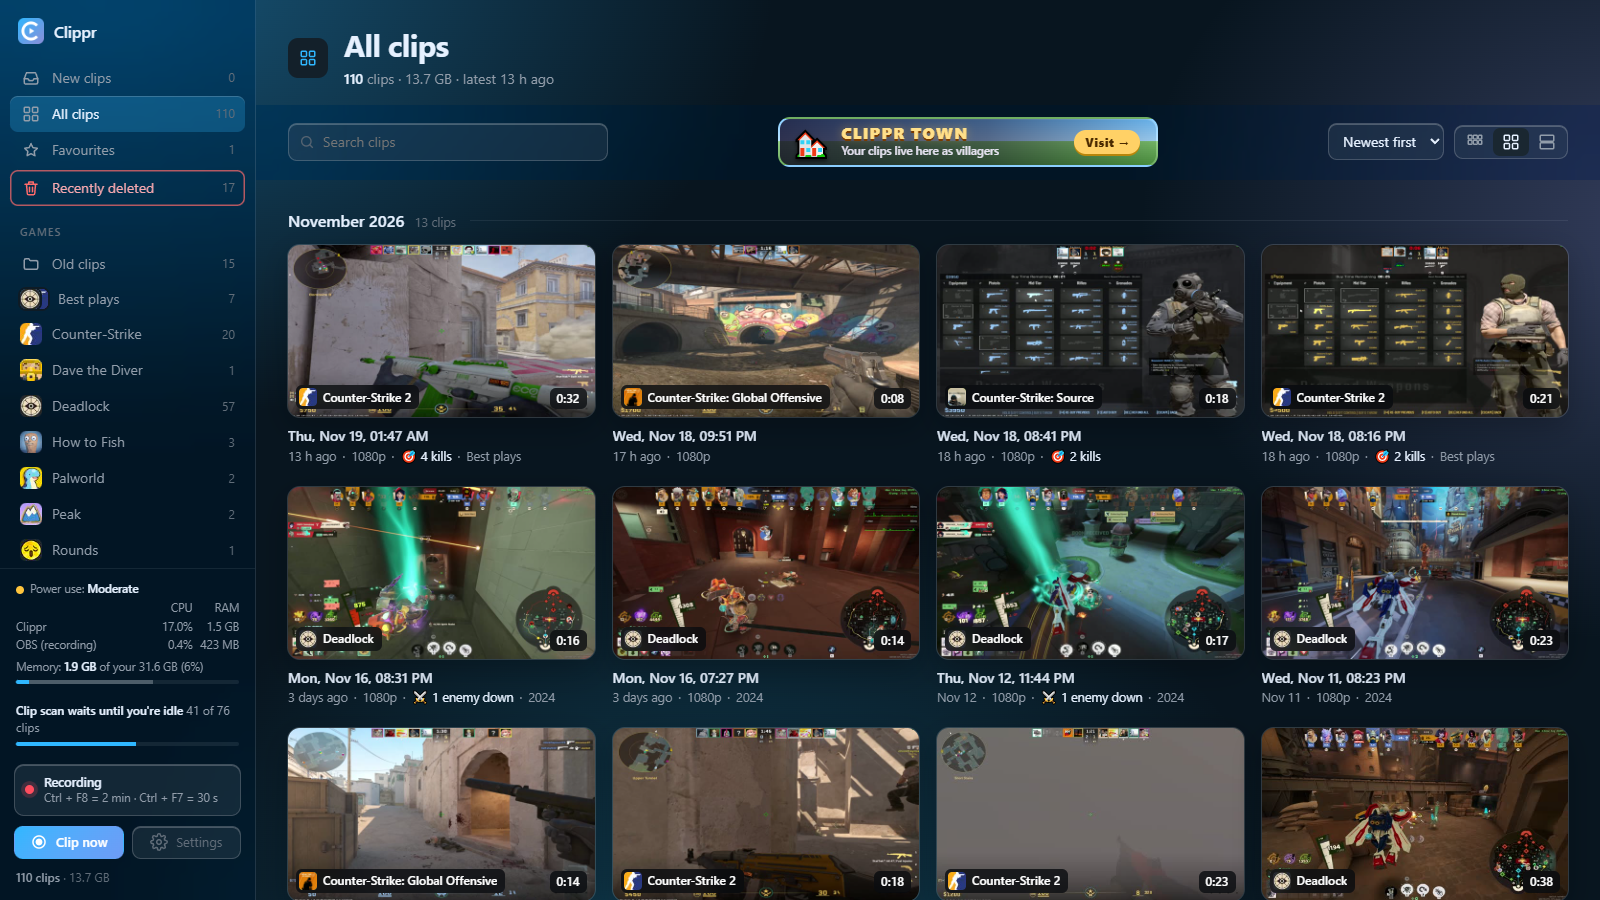 Clippr
New clips 0
All clips 110
Favourites 1
Recently deleted 17
GAMES
Old clips 15
Best plays 7
Counter-Strike 20
Dave the Diver 1
Deadlock 57
How to Fish 3
Palworld 2
Peak 2
Rounds 1
Power use: Moderate
CPU RAM
Clippr 17.0% 1.5 GB
OBS (recording) 0.4% 423 MB
Memory: 1.9 GB of your 31.6 GB (6%)
Clip scan waits until you're idle 41 of 76
clips
Recording
Ctrl + F8 = 2 min · Ctrl + F7 = 30 s
Clip now Settings
110 clips · 13.7 GB
All clips
110 clips · 13.7 GB · latest 13 h ago
Search clips
CLIPPR TOWN
Your clips live here as villagers
Visit →
Newest first
November 2026 13 clips
Counter-Strike 2 0:32
Thu, Nov 19, 01:47 AM
13 h ago · 1080p · 4 kills · Best plays
Counter-Strike: Global Offensive 0:08
Wed, Nov 18, 09:51 PM
17 h ago · 1080p
Counter-Strike: Source 0:18
Wed, Nov 18, 08:41 PM
18 h ago · 1080p · 2 kills
Counter-Strike 2 0:21
Wed, Nov 18, 08:16 PM
18 h ago · 1080p · 2 kills · Best plays
Deadlock 0:16
Mon, Nov 16, 08:31 PM
3 days ago · 1080p · 1 enemy down · 2024
Deadlock 0:14
Mon, Nov 16, 07:27 PM
3 days ago · 1080p · 2024
Deadlock 0:17
Thu, Nov 12, 11:44 PM
Nov 12 · 1080p · 1 enemy down · 2024
Deadlock 0:23
Wed, Nov 11, 08:23 PM
Nov 11 · 1080p · 2024
Counter-Strike: Global Offensive 0:14
Counter-Strike 2 0:18
Counter-Strike 2 0:23
Deadlock 0:38